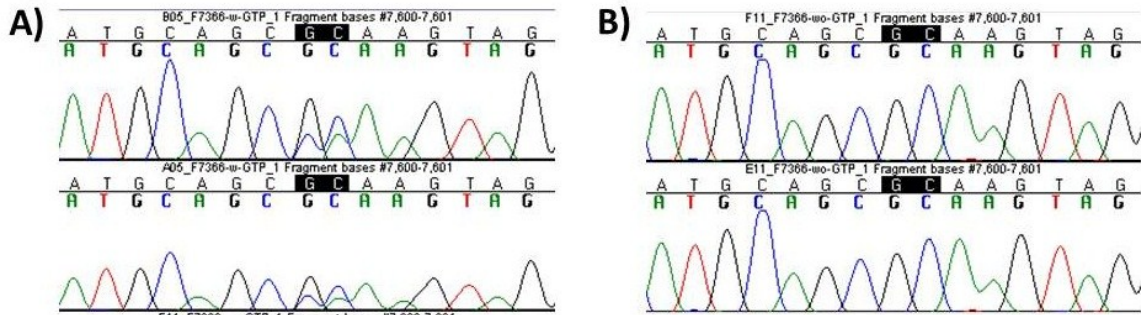 A)
B05_F7366-w-GTP_1 Fragment bases #7,600-7,601
A T G C A G C G C A A G T A G
A T G C A G C G C A A G T A G
A05_F7366-w-GTP_1 Fragment bases #7,600-7,601
A T G C A G C G C A A G T A G
A T G C A G C G C A A G T A G
B)
F11_F7366-wo-GTP_1 Fragment bases #7,600-7,601
A T G C A G C G C A A G T A G
A T G C A G C G C A A G T A G
E11_F7366-wo-GTP_1 Fragment bases #7,600-7,601
A T G C A G C G C A A G T A G
A T G C A G C G C A A G T A G